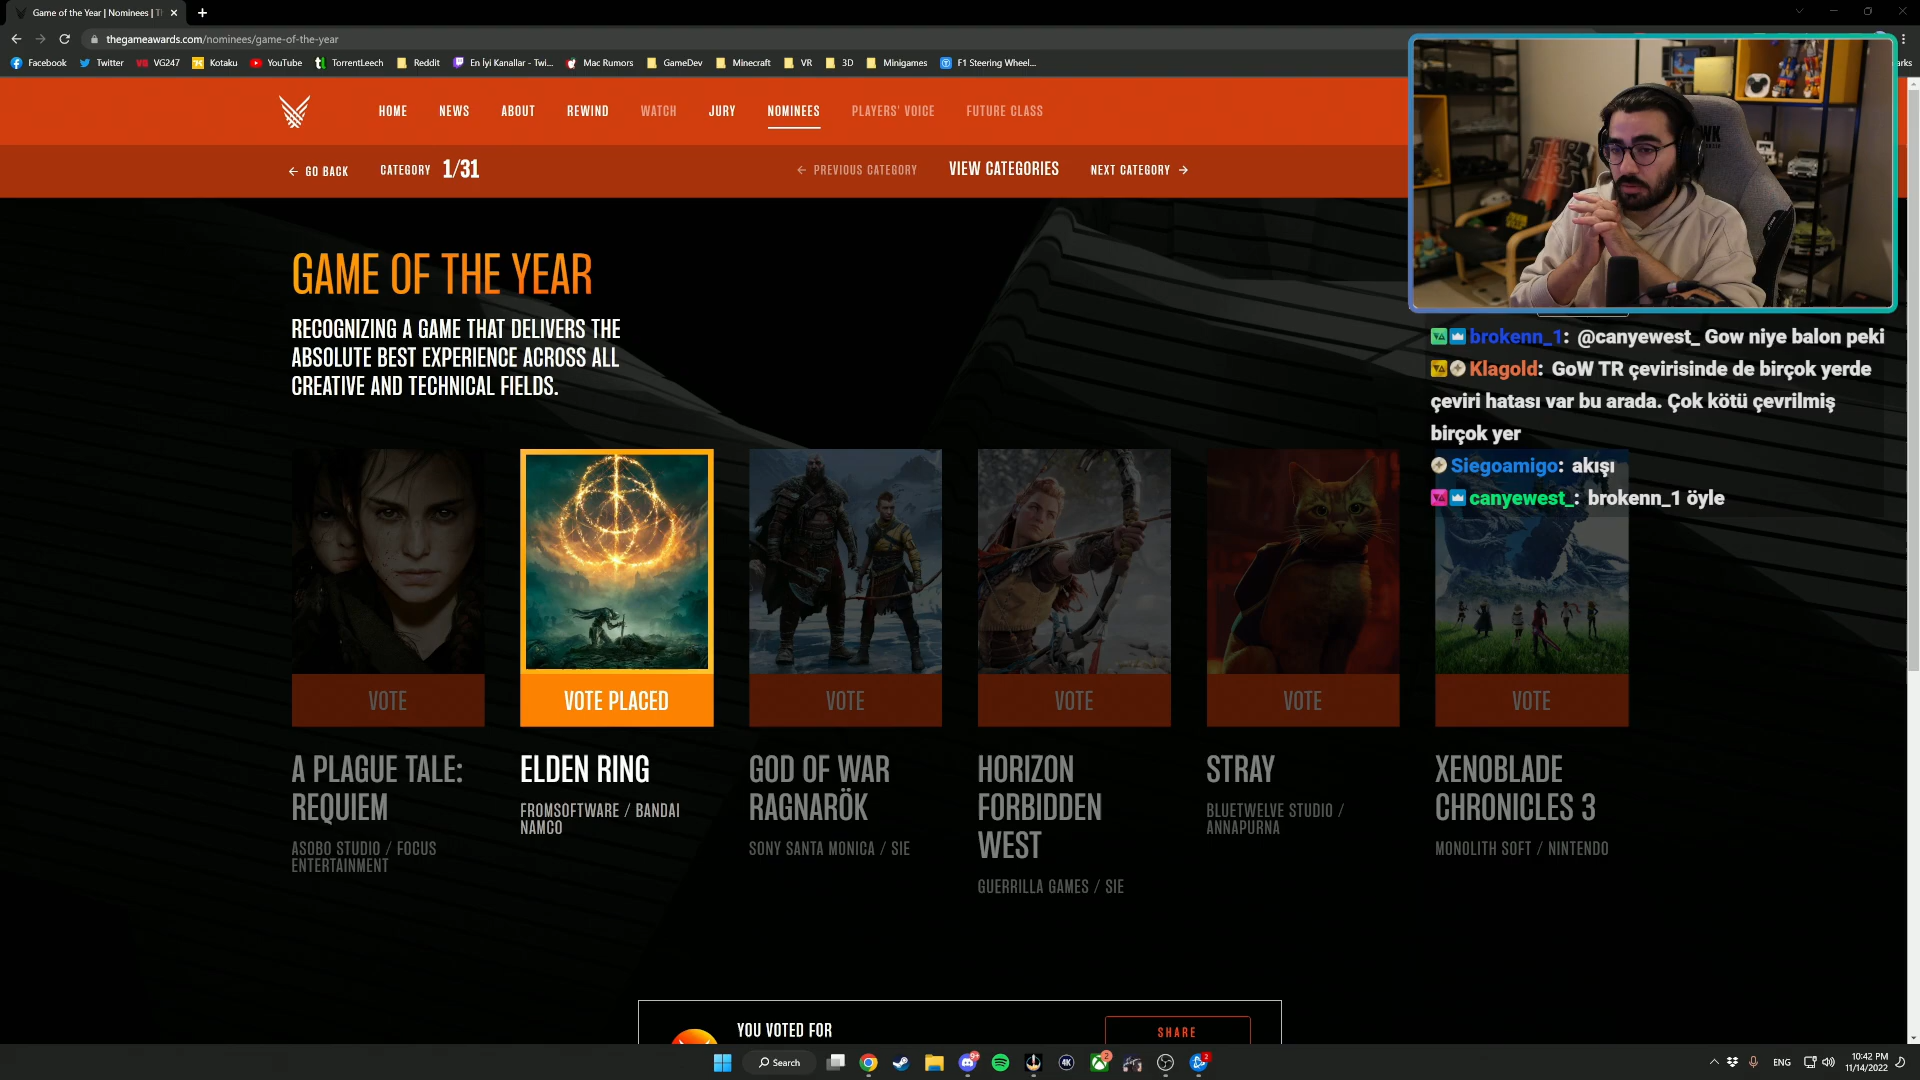 Game of the Year | Nominees | T
thegameawards.com/nominees/game-of-the-year
Facebook Twitter VG247 Kotaku YouTube TorrentLeech Reddit En İyi Kanallar - Twi... Mac Rumors GameDev Minecraft VR 3D Minigames F1 Steering Wheel...
HOME NEWS ABOUT REWIND WATCH JURY NOMINEES PLAYERS' VOICE FUTURE CLASS
GO BACK CATEGORY 1/31 PREVIOUS CATEGORY VIEW CATEGORIES NEXT CATEGORY
GAME OF THE YEAR
RECOGNIZING A GAME THAT DELIVERS THE
ABSOLUTE BEST EXPERIENCE ACROSS ALL
CREATIVE AND TECHNICAL FIELDS.
brokenn_1: @canyewest_ Gow niye balon peki
Klagold: GoW TR çevirisinde de birçok yerde
çeviri hatası var bu arada. Çok kötü çevrilmiş
birçok yer
Siegoamigo: akışı
canyewest_: brokenn_1 öyle
VOTE
VOTE PLACED
VOTE
VOTE
VOTE
VOTE
A PLAGUE TALE:
REQUIEM
ASOBO STUDIO / FOCUS
ENTERTAINMENT
ELDEN RING
FROMSOFTWARE / BANDAI
NAMCO
GOD OF WAR
RAGNARÖK
SONY SANTA MONICA / SIE
HORIZON
FORBIDDEN
WEST
GUERRILLA GAMES / SIE
STRAY
BLUETWELVE STUDIO /
ANNAPURNA
XENOBLADE
CHRONICLES 3
MONOLITH SOFT / NINTENDO
YOU VOTED FOR
SHARE
Search
ENG
10:42 PM
11/14/2022